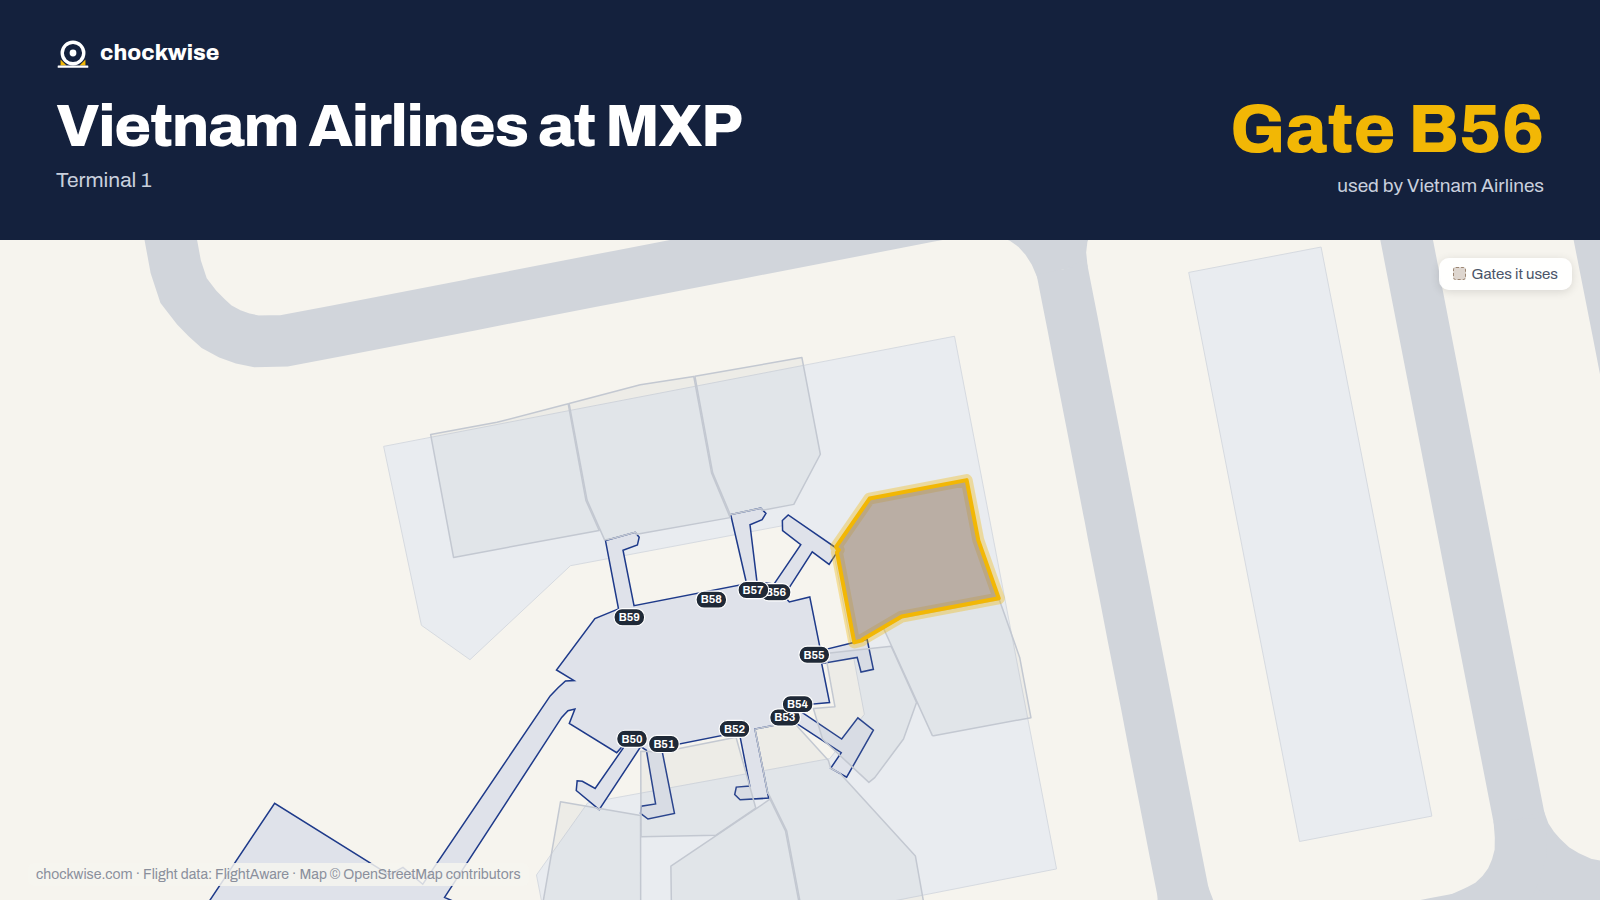 chockwise
Vietnam Airlines at MXP
Terminal 1
Gate B56
used by Vietnam Airlines
Gates it uses
B57
B56
B58
B59
B55
B54
B53
B52
B50
B51
chockwise.com · Flight data: FlightAware · Map © OpenStreetMap contributors